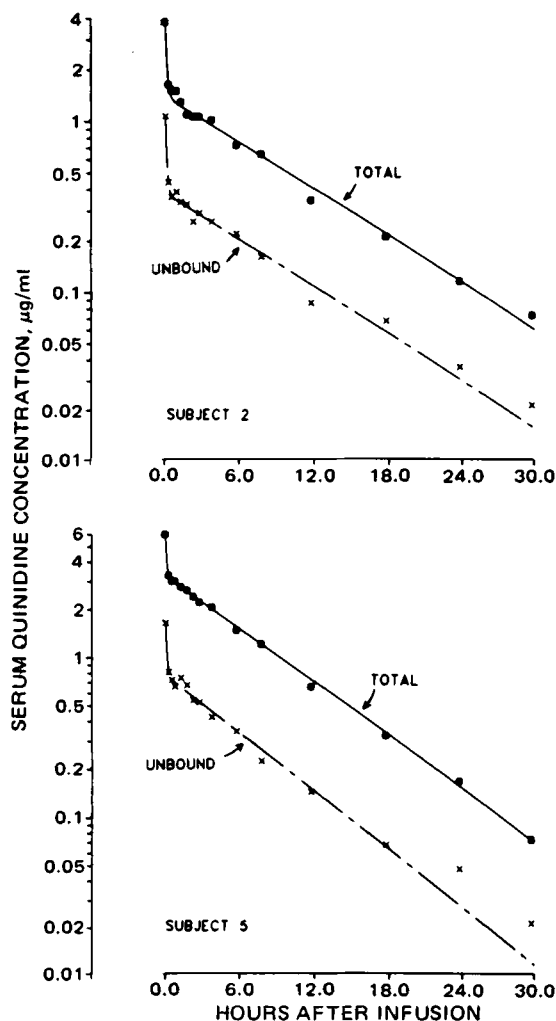 SERUM QUINIDINE CONCENTRATION, µg/ml
4
2
1
0.5
0.2
0.1
0.05
0.02
0.01
TOTAL
UNBOUND
SUBJECT 2
0.0 6.0 12.0 18.0 24.0 30.0
6
4
2
1
0.5
0.2
0.1
0.05
0.02
0.01
TOTAL
UNBOUND
SUBJECT 5
0.0 6.0 12.0 18.0 24.0 30.0
HOURS AFTER INFUSION